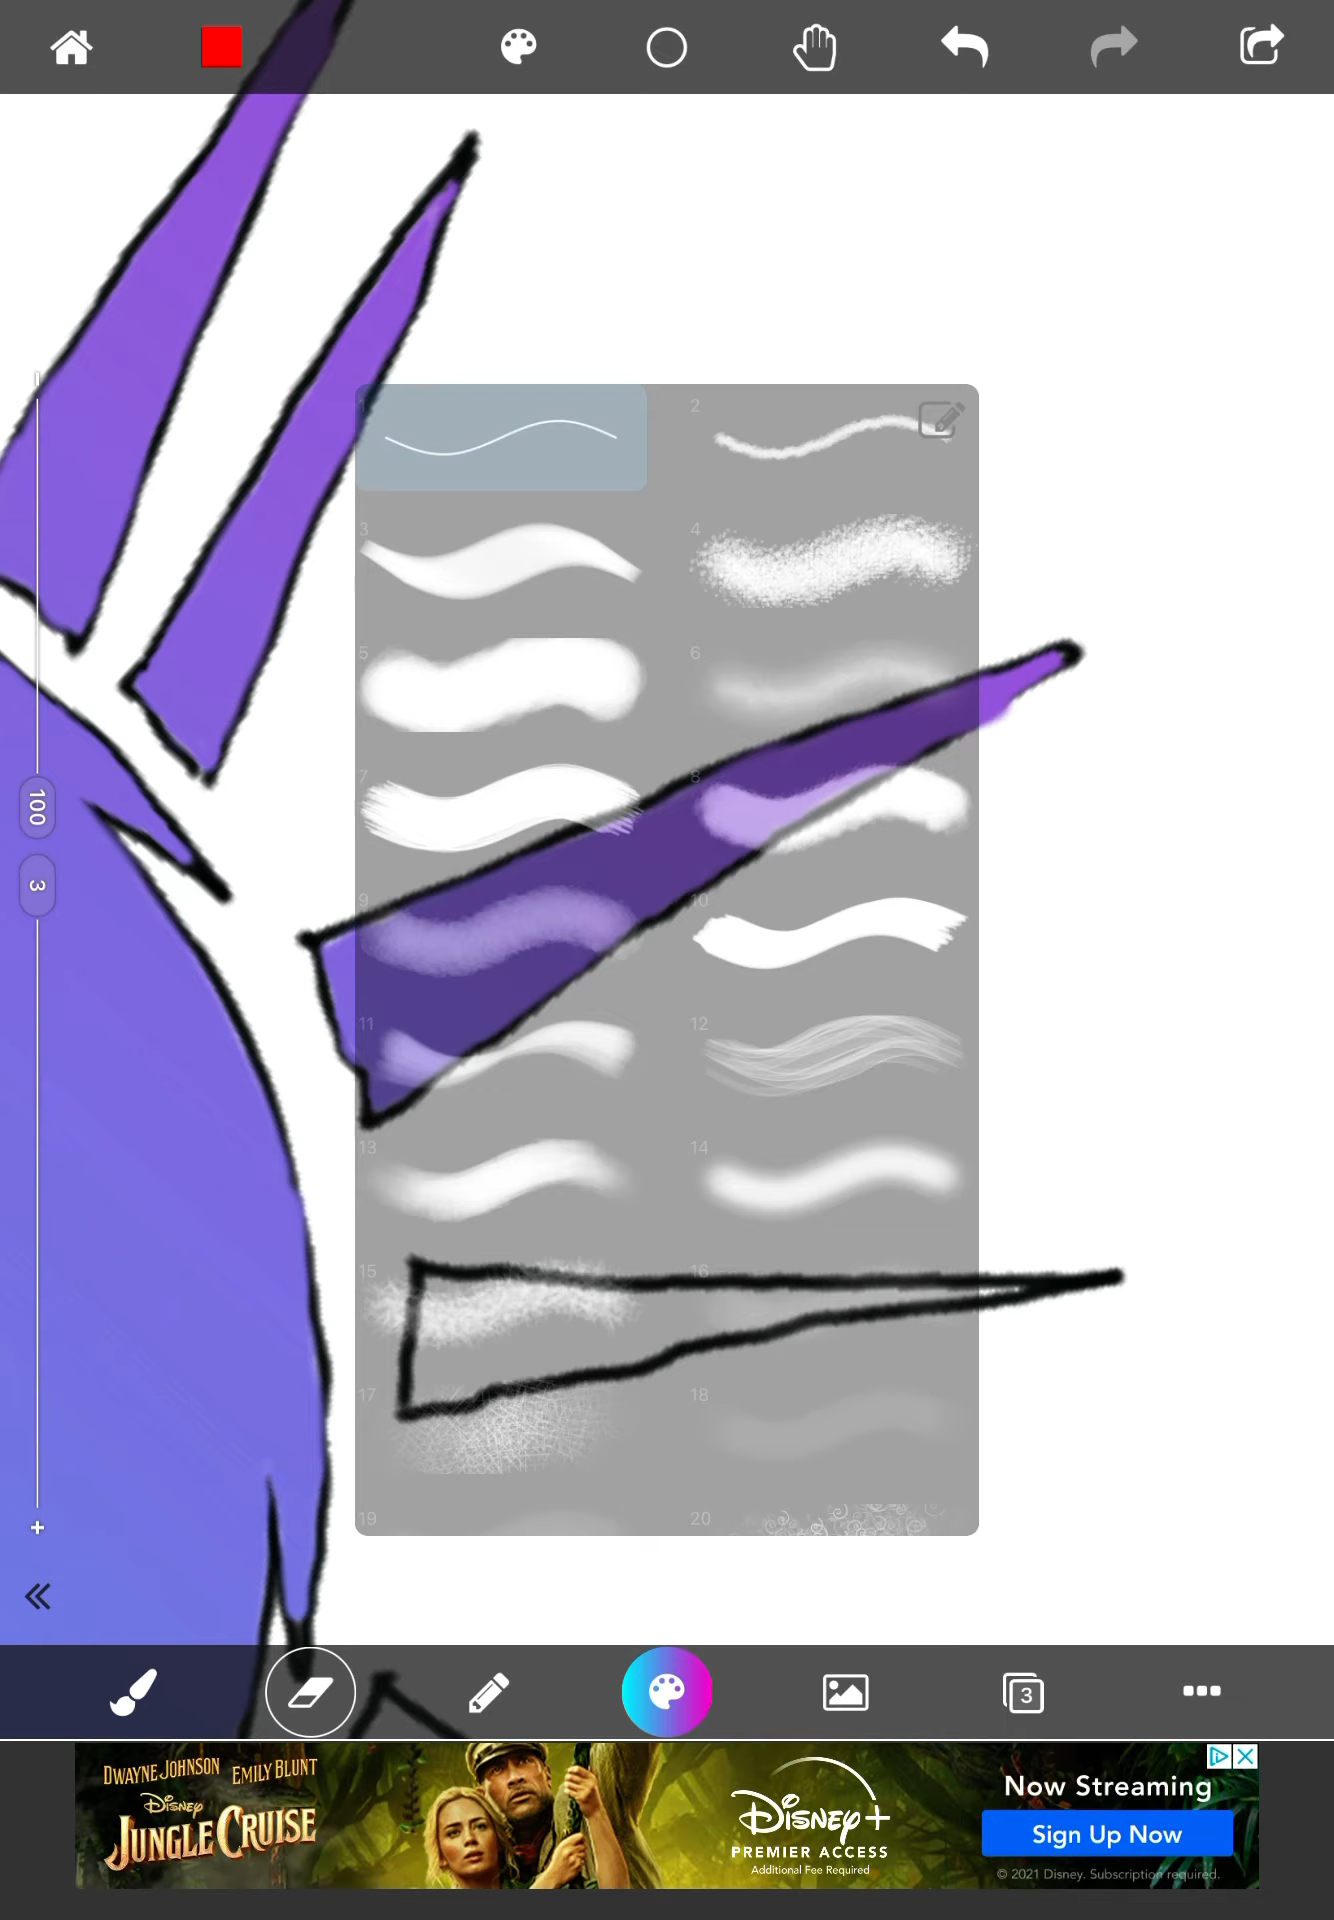 1
2
3
4
5
6
7
8
9
10
11
12
13
14
15
16
17
18
19
20
100
3
+
3
DWAYNE JOHNSON EMILY BLUNT
Disney
JUNGLE CRUISE
Disney+
PREMIER ACCESS
Additional Fee Required
Now Streaming
Sign Up Now
© 2021 Disney. Subscription required.